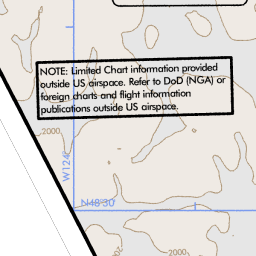 NOTE: Limited Chart information provided
outside US airspace. Refer to DoD (NGA) or
foreign charts and flight information
publications outside US airspace.
2000
W124
N48°30'
2000